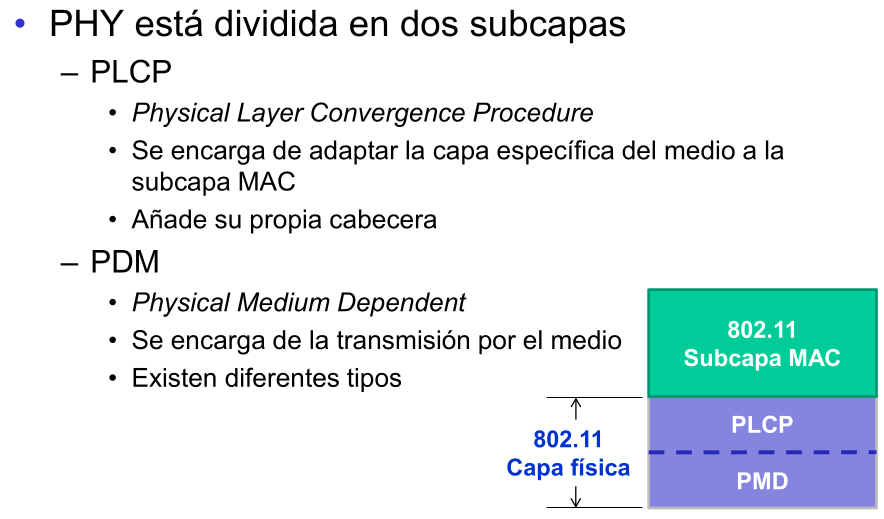 • PHY está dividida en dos subcapas
– PLCP
• Physical Layer Convergence Procedure
• Se encarga de adaptar la capa específica del medio a la
subcapa MAC
• Añade su propia cabecera
– PDM
• Physical Medium Dependent
• Se encarga de la transmisión por el medio
• Existen diferentes tipos
802.11
Subcapa MAC
PLCP
PMD
802.11
Capa física